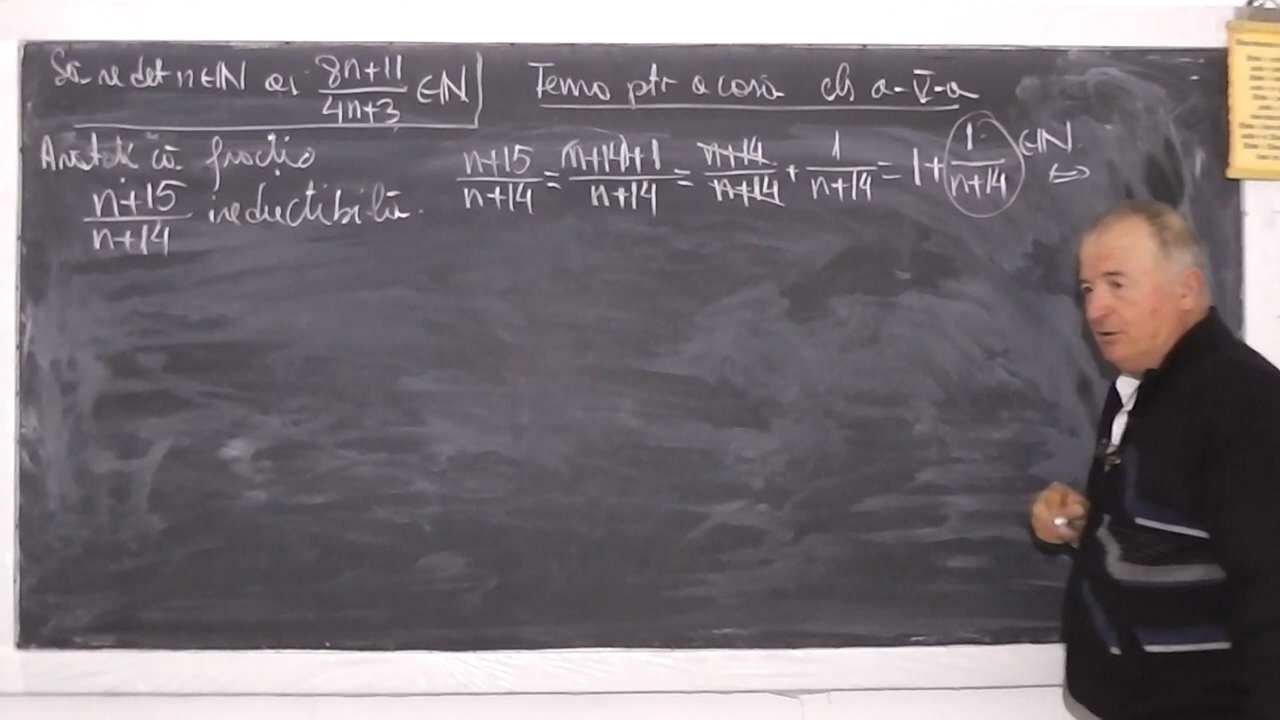 Să se det n∈ℕ aî (8n+11)/(4n+3) ∈ℕ
Temă ptr acasă cls a-V-a
Arătați că fracția
(n+15)/(n+14) ireductibilă.
(n+15)/(n+14) = (n+14+1)/(n+14) = (n+14)/(n+14) + 1/(n+14) = 1 + 1/(n+14) ∈ℕ ⇔